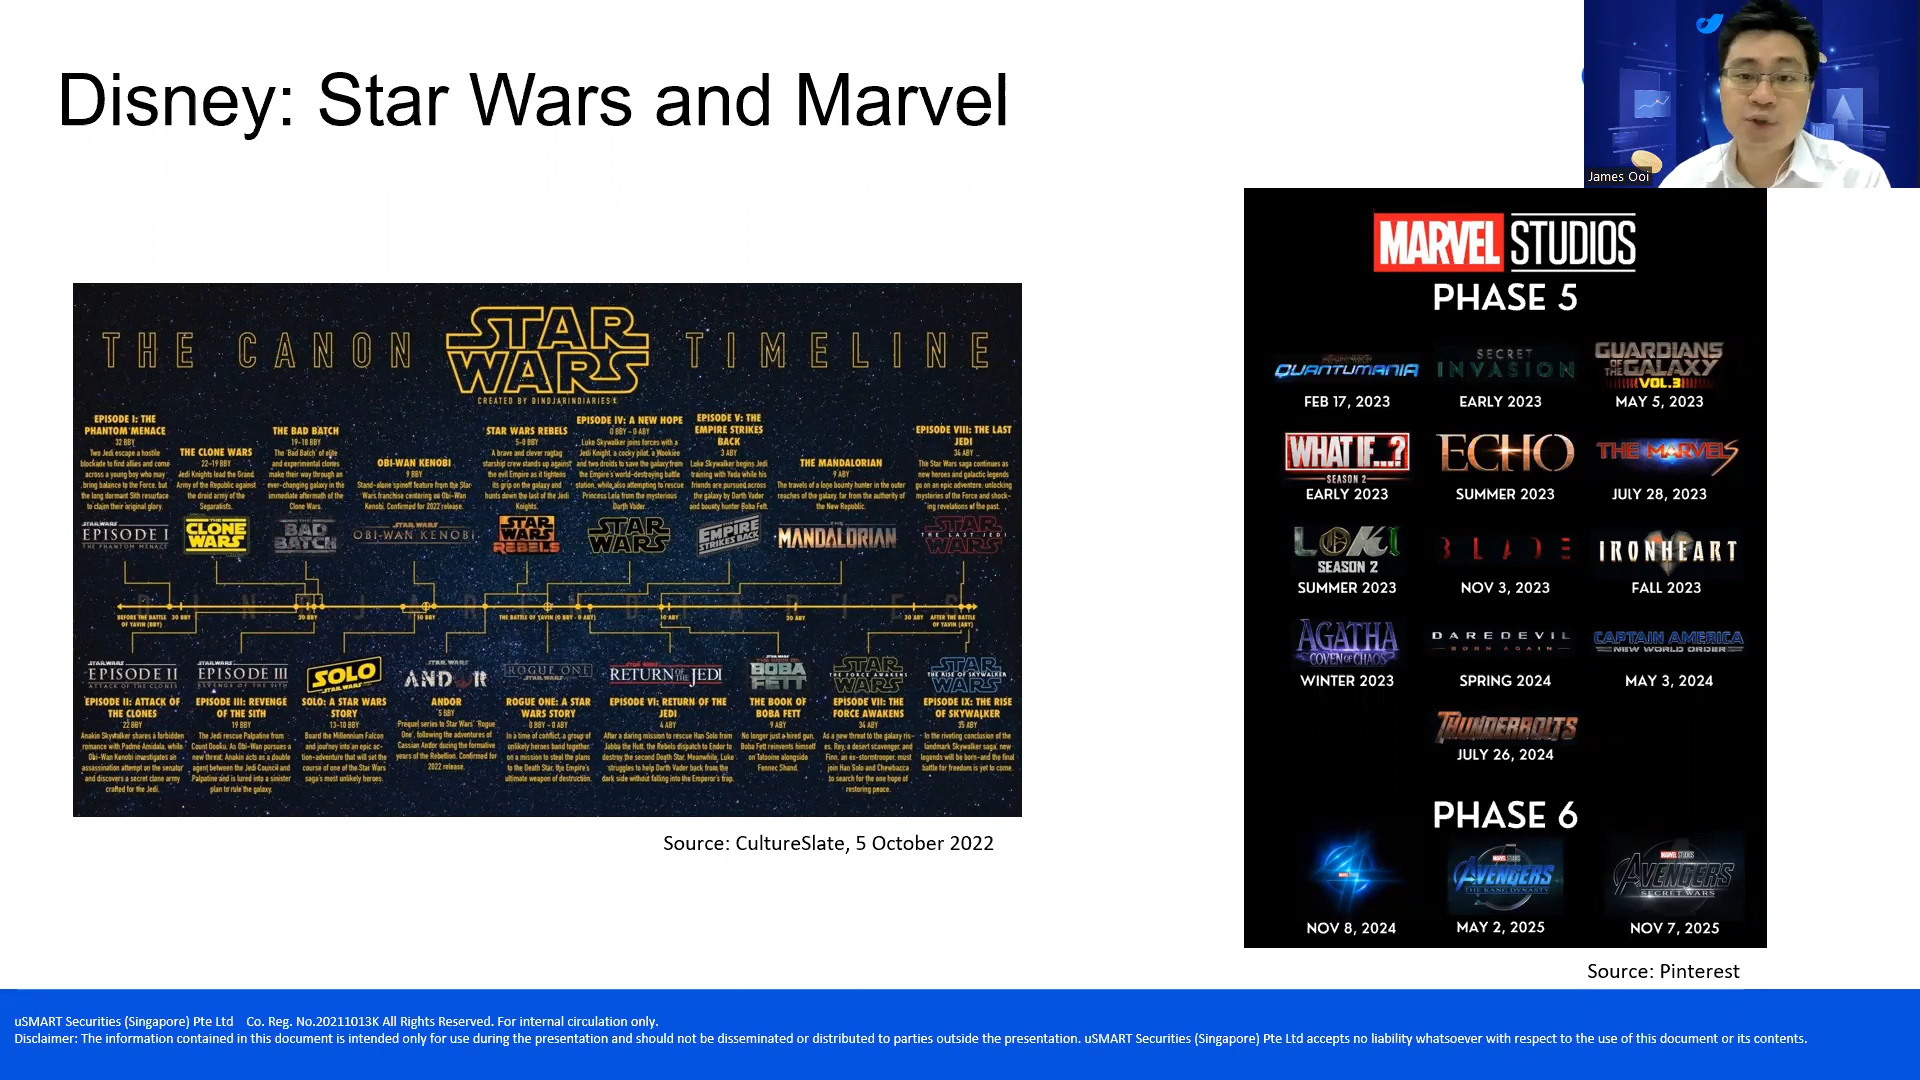 Disney: Star Wars and Marvel
James Ooi
THE CANON STAR WARS TIMELINE
CREATED BY DINDJARINDIARIES
EPISODE I: THE PHANTOM MENACE
32 BBY
Two Jedi escape a hostile
blockade to find allies and come
across a young boy who may
bring balance to the Force, but
the long dormant Sith resurface
to claim their original glory.
THE CLONE WARS
22-19 BBY
Jedi Knights lead the Grand
Army of the Republic against
the droid army of the
Separatists.
THE BAD BATCH
19-18 BBY
The 'Bad Batch' of elite
and experimental clones
make their way through an
ever-changing galaxy in the
immediate aftermath of the
Clone Wars.
OBI-WAN KENOBI
9 BBY
Stand-alone spinoff feature from the Star
Wars franchise centering on Obi-Wan
Kenobi. Confirmed for 2022 release.
STAR WARS REBELS
5-0 BBY
A brave and clever ragtag
starship crew stands up against
the evil Empire as it tightens
its grip on the galaxy and
hunts down the last of the Jedi
Knights.
EPISODE IV: A NEW HOPE
0 BBY - 0 ABY
Luke Skywalker joins forces with a
Jedi Knight, a cocky pilot, a Wookiee
and two droids to save the galaxy from
the Empire's world-destroying battle
station, while also attempting to rescue
Princess Leia from the mysterious
Darth Vader.
EPISODE V: THE
EMPIRE STRIKES
BACK
3 ABY
Luke Skywalker begins Jedi
training with Yoda while his
friends are pursued across
the galaxy by Darth Vader
and bounty hunter Boba Fett.
THE MANDALORIAN
9 ABY
The travels of a lone bounty hunter in the outer
reaches of the galaxy, far from the authority of
the New Republic.
EPISODE VIII: THE LAST
JEDI
34 ABY
The Star Wars saga continues as
new heroes and galactic legends
go on an epic adventure, unlocking
mysteries of the Force and shock-
ing revelations of the past.
STAR WARS
EPISODE I
THE PHANTOM MENACE
THE CLONE WARS
THE BAD BATCH
OBI-WAN KENOBI
STAR WARS REBELS
STAR WARS
EMPIRE STRIKES BACK
THE MANDALORIAN
STAR WARS THE LAST JEDI
DINDJARINDIARIES
BEFORE THE BATTLE
OF YAVIN (BBY)
30 BBY
20 BBY
10 BBY
THE BATTLE OF YAVIN (0 BBY - 0 ABY)
10 ABY
20 ABY
30 ABY
AFTER THE BATTLE
OF YAVIN (ABY)
STAR WARS
EPISODE II
ATTACK OF THE CLONES
STAR WARS
EPISODE III
REVENGE OF THE SITH
SOLO
STAR WARS
STAR WARS
ANDOR
ROGUE ONE
STAR WARS
RETURN OF THE JEDI
THE BOOK OF
BOBA FETT
STAR WARS THE FORCE AWAKENS
STAR WARS THE RISE OF SKYWALKER
EPISODE II: ATTACK OF
THE CLONES
22 BBY
Anakin Skywalker shares a forbidden
romance with Padmé Amidala, while
Obi-Wan Kenobi investigates an
assassination attempt on the senator
and discovers a secret clone army
crafted for the Jedi.
EPISODE III: REVENGE
OF THE SITH
19 BBY
The Jedi rescue Palpatine from
Count Dooku. As Obi-Wan pursues a
new threat, Anakin acts as a double
agent between the Jedi Council and
Palpatine and is lured into a sinister
plan to rule the galaxy.
SOLO: A STAR WARS
STORY
13-10 BBY
Board the Millennium Falcon
and journey into an epic ac-
tion-adventure that will set the
course of one of the Star Wars
saga's most unlikely heroes.
ANDOR
5 BBY
Prequel series to Star Wars' 'Rogue
One', following the adventures of
Cassian Andor during the formative
years of the Rebellion. Confirmed for
2022 release.
ROGUE ONE: A STAR
WARS STORY
0 BBY - 0 ABY
In a time of conflict, a group of
unlikely heroes band together
on a mission to steal the plans
to the Death Star, the Empire's
ultimate weapon of destruction.
EPISODE VI: RETURN OF THE
JEDI
4 ABY
After a daring mission to rescue Han Solo from
Jabba the Hutt, the Rebels dispatch to Endor to
destroy the second Death Star. Meanwhile, Luke
struggles to help Darth Vader back from the
dark side without falling into the Emperor's trap.
THE BOOK OF
BOBA FETT
9 ABY
No longer just a hired gun,
Boba Fett reinvents himself
on Tatooine alongside
Fennec Shand.
EPISODE VII: THE
FORCE AWAKENS
34 ABY
As a new threat to the galaxy ris-
es, Rey, a desert scavenger, and
Finn, an ex-stormtrooper, must
join Han Solo and Chewbacca
to search for the one hope of
restoring peace.
EPISODE IX: THE RISE
OF SKYWALKER
35 ABY
In the riveting conclusion of the
landmark Skywalker saga, new
legends will be born-and the final
battle for freedom is yet to come.
Source: CultureSlate, 5 October 2022
MARVEL STUDIOS
PHASE 5
QUANTUMANIA
FEB 17, 2023
SECRET
INVASION
EARLY 2023
GUARDIANS
OF THE GALAXY
VOL.3
MAY 5, 2023
WHAT IF...?
SEASON 2
EARLY 2023
ECHO
SUMMER 2023
THE MARVELS
JULY 28, 2023
LOKI
SEASON 2
SUMMER 2023
BLADE
NOV 3, 2023
IRONHEART
FALL 2023
AGATHA
COVEN OF CHAOS
WINTER 2023
DAREDEVIL
BORN AGAIN
SPRING 2024
CAPTAIN AMERICA
NEW WORLD ORDER
MAY 3, 2024
THUNDERBOLTS
JULY 26, 2024
PHASE 6
4
NOV 8, 2024
MARVEL STUDIOS
AVENGERS
THE KANG DYNASTY
MAY 2, 2025
MARVEL STUDIOS
AVENGERS
SECRET WARS
NOV 7, 2025
Source: Pinterest
uSMART Securities (Singapore) Pte Ltd Co. Reg. No.20211013K All Rights Reserved. For internal circulation only.
Disclaimer: The information contained in this document is intended only for use during the presentation and should not be disseminated or distributed to parties outside the presentation. uSMART Securities (Singapore) Pte Ltd accepts no liability whatsoever with respect to the use of this document or its contents.